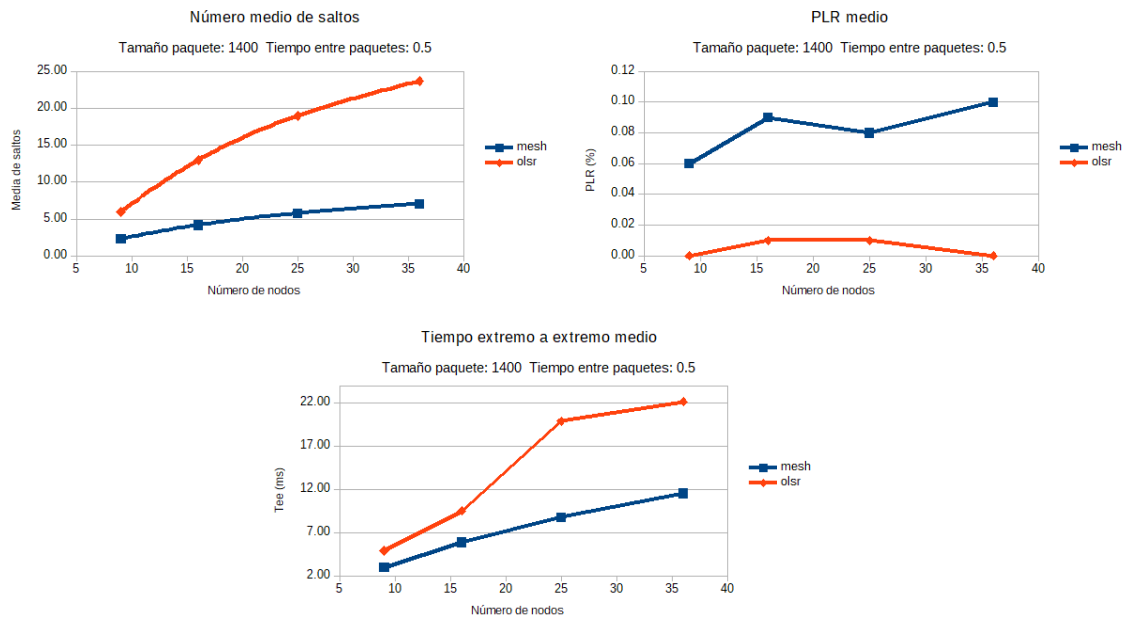 Número medio de saltos
Tamaño paquete: 1400 Tiempo entre paquetes: 0.5
25.00
20.00
15.00
10.00
5.00
0.00
Media de saltos
5 10 15 20 25 30 35 40
Número de nodos
mesh
olsr
PLR medio
Tamaño paquete: 1400 Tiempo entre paquetes: 0.5
0.12
0.10
0.08
0.06
0.04
0.02
0.00
PLR (%)
5 10 15 20 25 30 35 40
Número de nodos
mesh
olsr
Tiempo extremo a extremo medio
Tamaño paquete: 1400 Tiempo entre paquetes: 0.5
22.00
17.00
12.00
7.00
2.00
Tee (ms)
5 10 15 20 25 30 35 40
Número de nodos
mesh
olsr